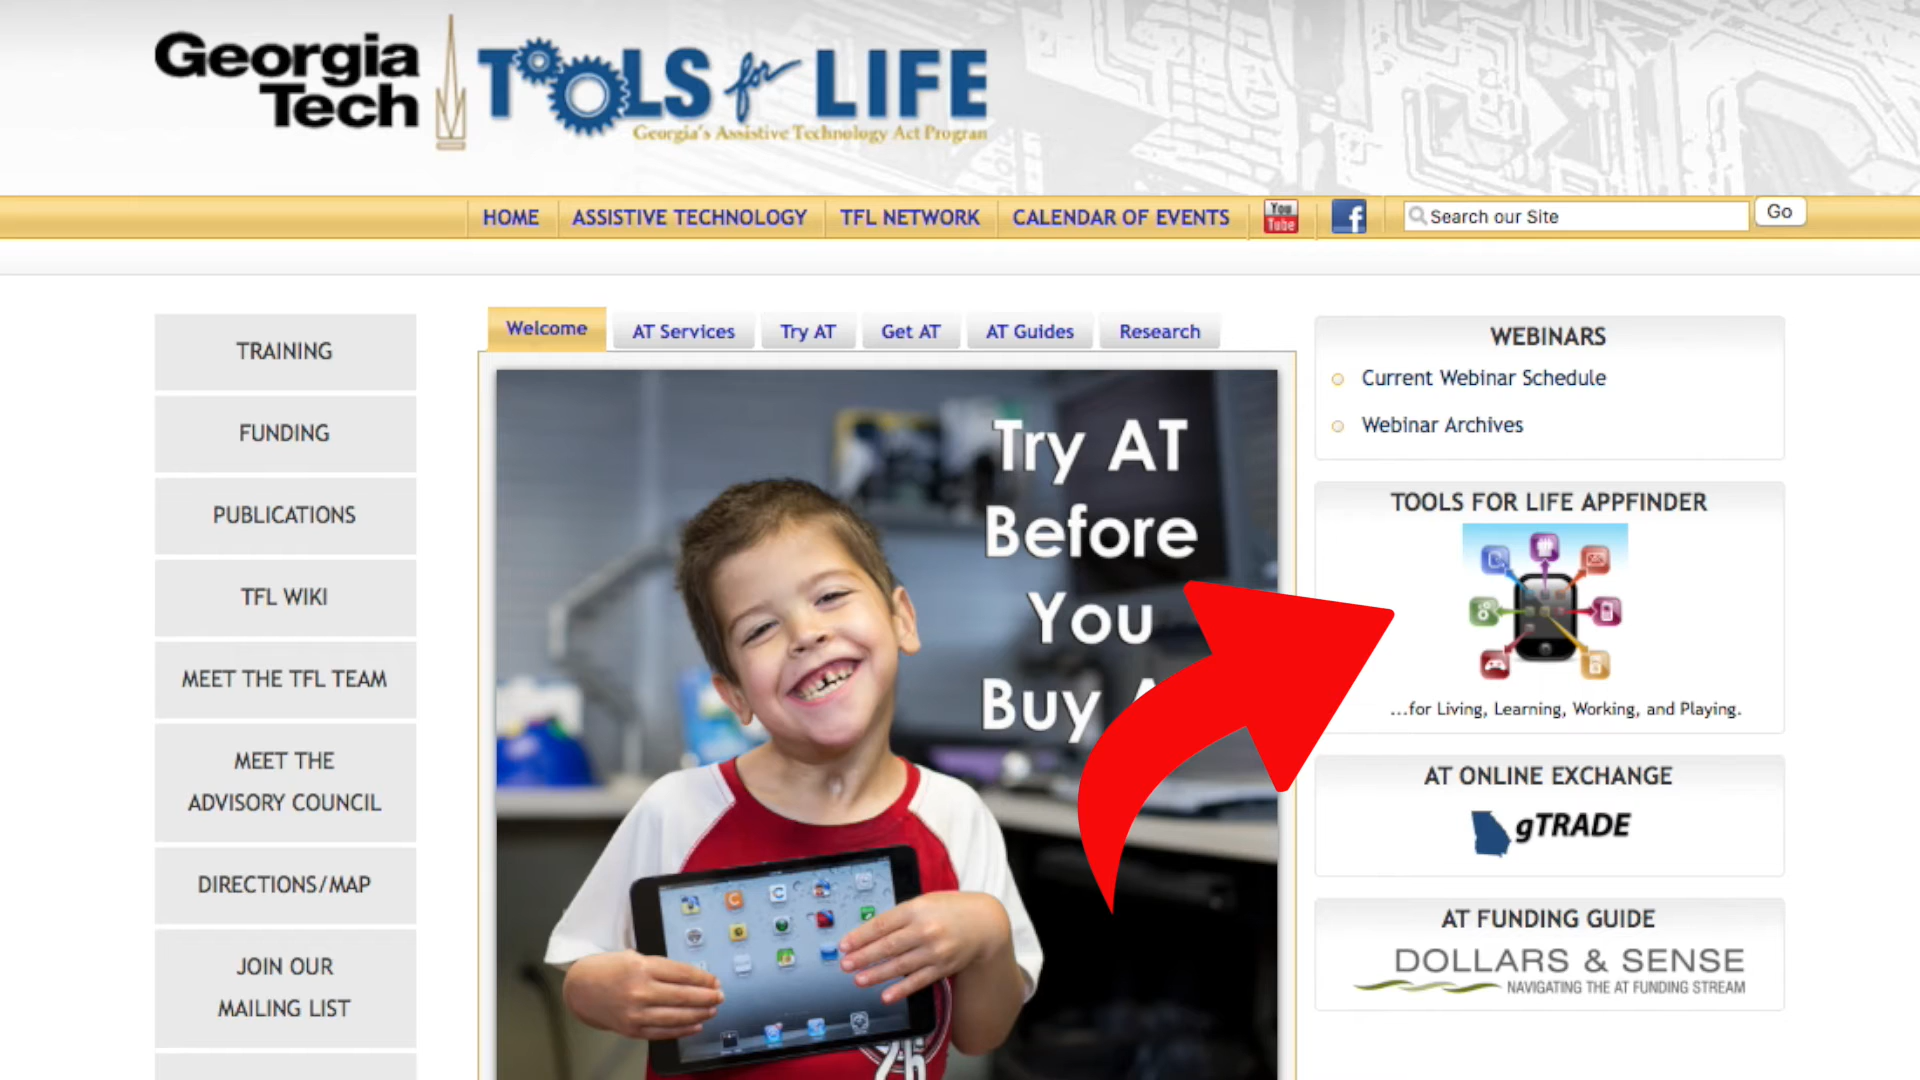 Georgia
Tech
TOOLS for LIFE
Georgia's Assistive Technology Act Program
HOME
ASSISTIVE TECHNOLOGY
TFL NETWORK
CALENDAR OF EVENTS
You
Tube
f
Search our Site
Go
TRAINING
FUNDING
PUBLICATIONS
TFL WIKI
MEET THE TFL TEAM
MEET THE
ADVISORY COUNCIL
DIRECTIONS/MAP
JOIN OUR
MAILING LIST
Welcome
AT Services
Try AT
Get AT
AT Guides
Research
Try AT
Before
You
Buy
WEBINARS
Current Webinar Schedule
Webinar Archives
TOOLS FOR LIFE APPFINDER
...for Living, Learning, Working, and Playing.
AT ONLINE EXCHANGE
gTRADE
AT FUNDING GUIDE
DOLLARS & SENSE
NAVIGATING THE AT FUNDING STREAM